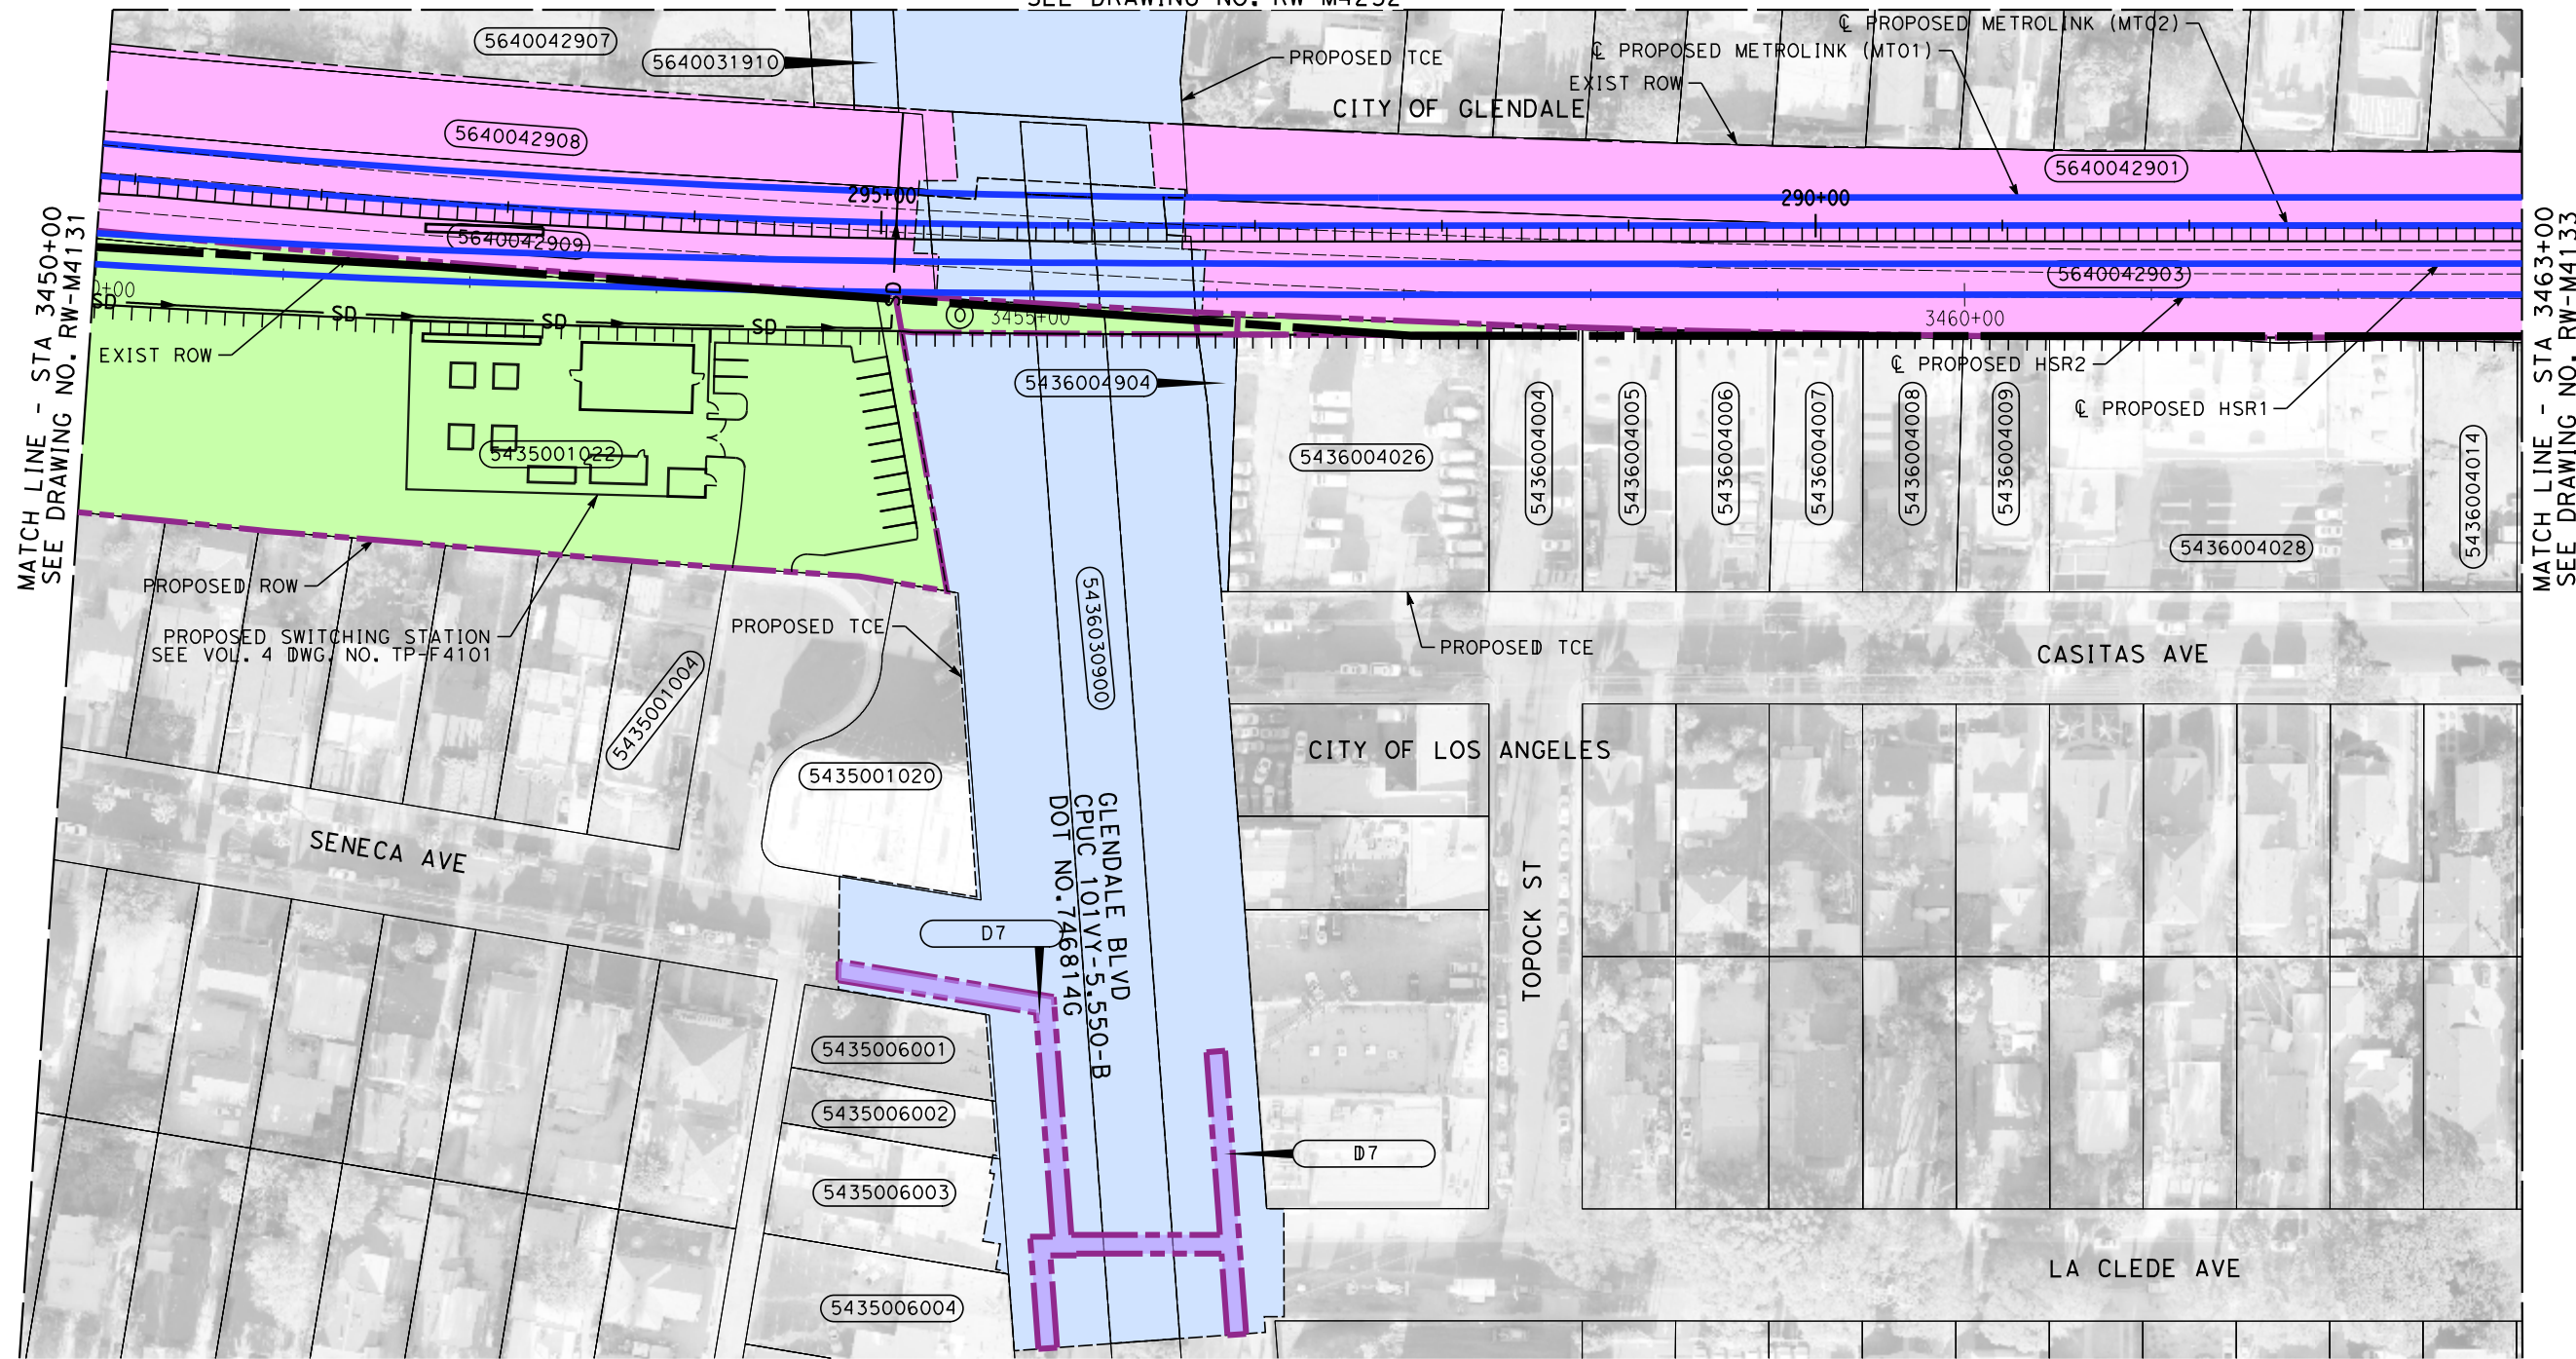 SEE DRAWING NO. RW-M4232
5640042907
5640031910
PROPOSED TCE
℄ PROPOSED METROLINK (MT02)
℄ PROPOSED METROLINK (MT01)
EXIST ROW
CITY OF GLENDALE
5640042908
5640042901
295+00
290+00
5640042909
5640042903
MATCH LINE - STA 3450+00
SEE DRAWING NO. RW-M4131
MATCH LINE - STA 3463+00
SEE DRAWING NO. RW-M4133
0+00
SD
SD
SD
SD
SD
3455+00
3460+00
EXIST ROW
℄ PROPOSED HSR2
℄ PROPOSED HSR1
5436004904
5435001022
5436004026
5436004004
5436004005
5436004006
5436004007
5436004008
5436004009
5436004028
5436004014
PROPOSED ROW
PROPOSED SWITCHING STATION
SEE VOL. 4 DWG. NO. TP-F4101
PROPOSED TCE
5436030900
PROPOSED TCE
CASITAS AVE
5435001004
5435001020
CITY OF LOS ANGELES
SENECA AVE
GLENDALE BLVD
CPUC 101VY-5.550-B
DOT NO.746814G
TOPOCK ST
D7
5435006001
5435006002
5435006003
5435006004
D7
LA CLEDE AVE